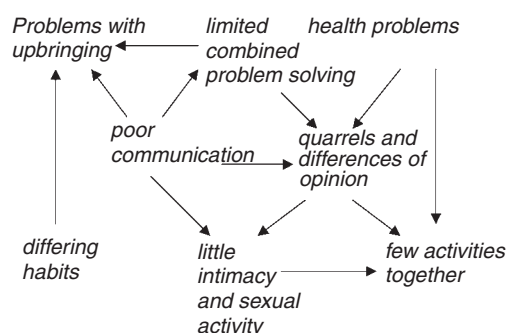 Problems with
upbringing
limited
combined
problem solving
health problems
poor
communication
quarrels and
differences of
opinion
differing
habits
little
intimacy
and sexual
activity
few activities
together